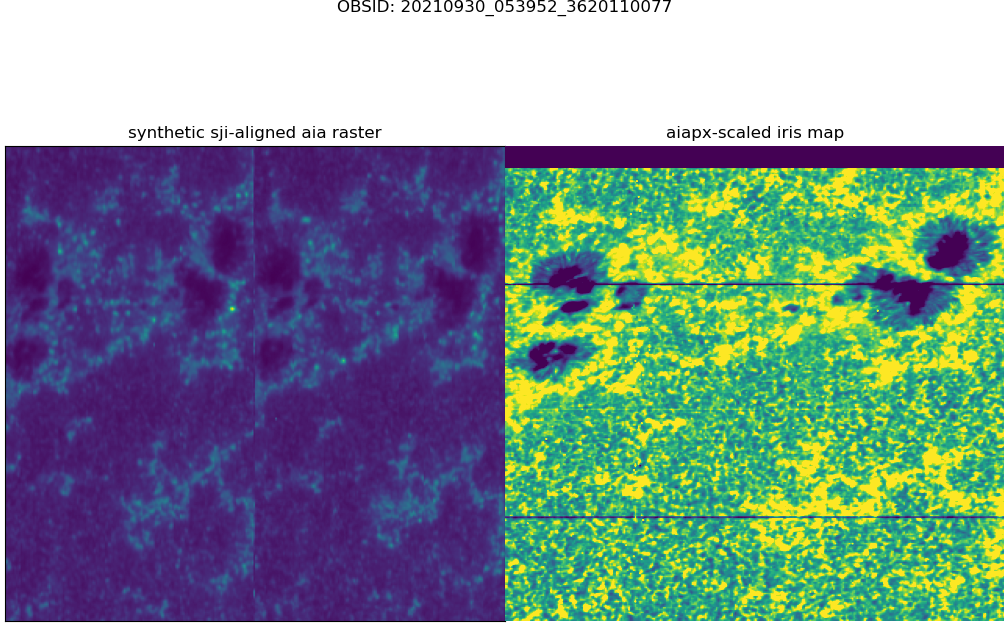 OBSID: 20210930_053952_3620110077
synthetic sji-aligned aia raster
aiapx-scaled iris map